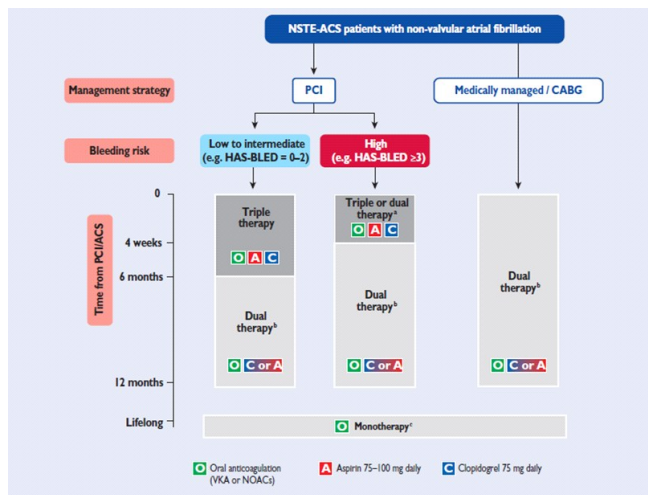 NSTE-ACS patients with non-valvular atrial fibrillation
Management strategy
PCI
Medically managed / CABG
Bleeding risk
Low to intermediate
(e.g. HAS-BLED = 0–2)
High
(e.g. HAS-BLED ≥3)
Time from PCI/ACS
0
4 weeks
6 months
12 months
Lifelong
Triple
therapy
O A C
Dual
therapyᵇ
O C or A
Triple or dual
therapyᵃ
O A C
Dual
therapyᵇ
O C or A
Dual
therapyᵇ
O C or A
O Monotherapyᶜ
O Oral anticoagulation
(VKA or NOACs)
A Aspirin 75–100 mg daily
C Clopidogrel 75 mg daily